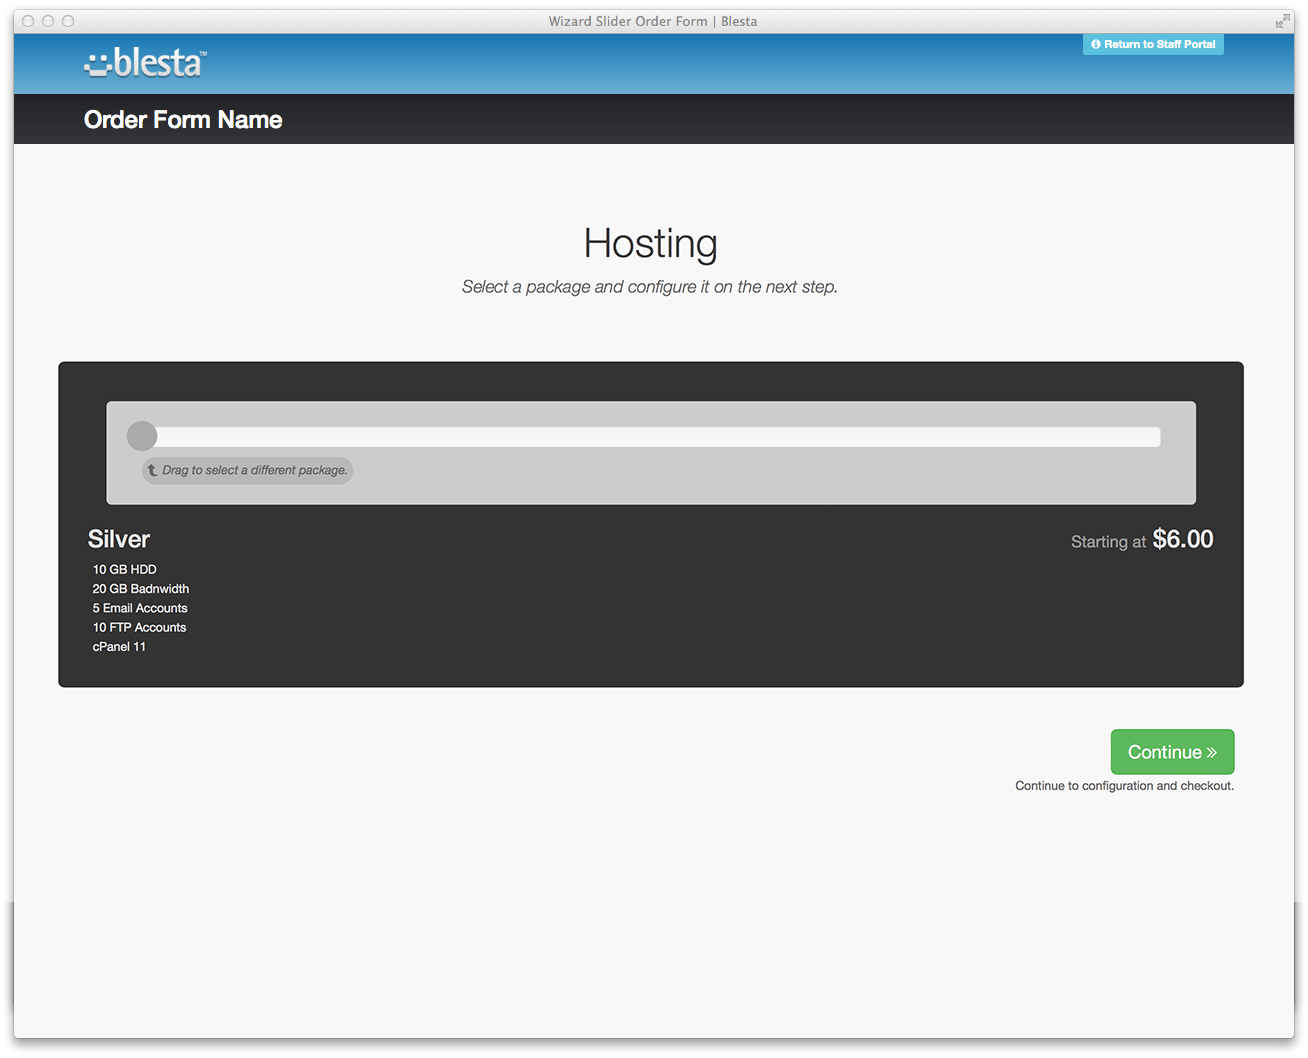 Wizard Slider Order Form | Blesta
blesta™
Return to Staff Portal
Order Form Name
Hosting
Select a package and configure it on the next step.
Drag to select a different package.
Silver
Starting at $6.00
10 GB HDD
20 GB Badnwidth
5 Email Accounts
10 FTP Accounts
cPanel 11
Continue »
Continue to configuration and checkout.